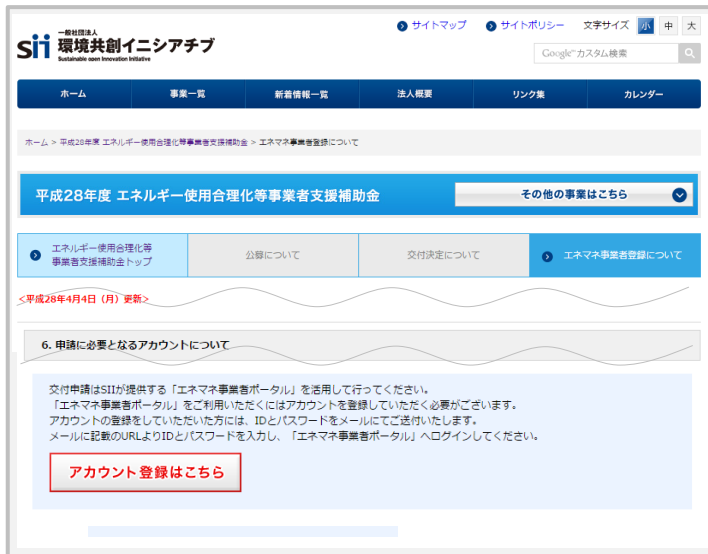 サイトマップ サイトポリシー 文字サイズ 小 中 大
一般社団法人
sii 環境共創イニシアチブ
Sustainable open Innovation Initiative
Google™カスタム検索
ホーム 事業一覧 新着情報一覧 法人概要 リンク集 カレンダー
ホーム > 平成28年度 エネルギー使用合理化等事業者支援補助金 > エネマネ事業者登録について
平成28年度 エネルギー使用合理化等事業者支援補助金 その他の事業はこちら
エネルギー使用合理化等
事業者支援補助金トップ 公募について 交付決定について エネマネ事業者登録について
<平成28年4月4日（月）更新>
6. 申請に必要となるアカウントについて
交付申請はSIIが提供する「エネマネ事業者ポータル」を活用して行ってください。
「エネマネ事業者ポータル」をご利用いただくにはアカウントを登録していただく必要がございます。
アカウントの登録をしていただいた方には、IDとパスワードをメールにてご送付いたします。
メールに記載のURLよりIDとパスワードを入力し、「エネマネ事業者ポータル」へログインしてください。
アカウント登録はこちら